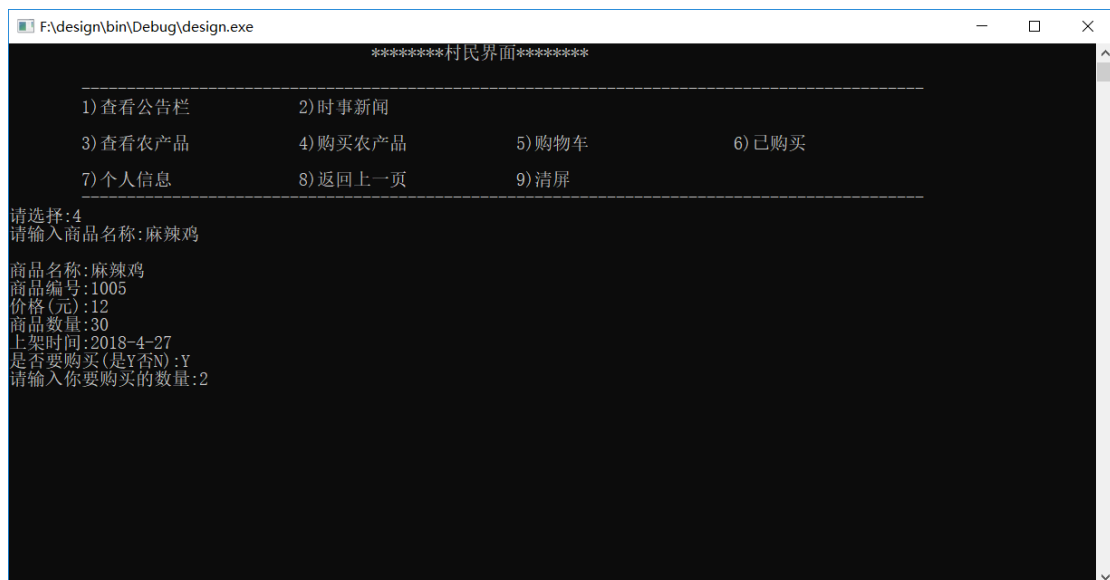 F:\design\bin\Debug\design.exe
********村民界面********
1)查看公告栏 2)时事新闻
3)查看农产品 4)购买农产品 5)购物车 6)已购买
7)个人信息 8)返回上一页 9)清屏
请选择:4
请输入商品名称:麻辣鸡
商品名称:麻辣鸡
商品编号:1005
价格(元):12
商品数量:30
上架时间:2018-4-27
是否要购买(是Y否N):Y
请输入你要购买的数量:2